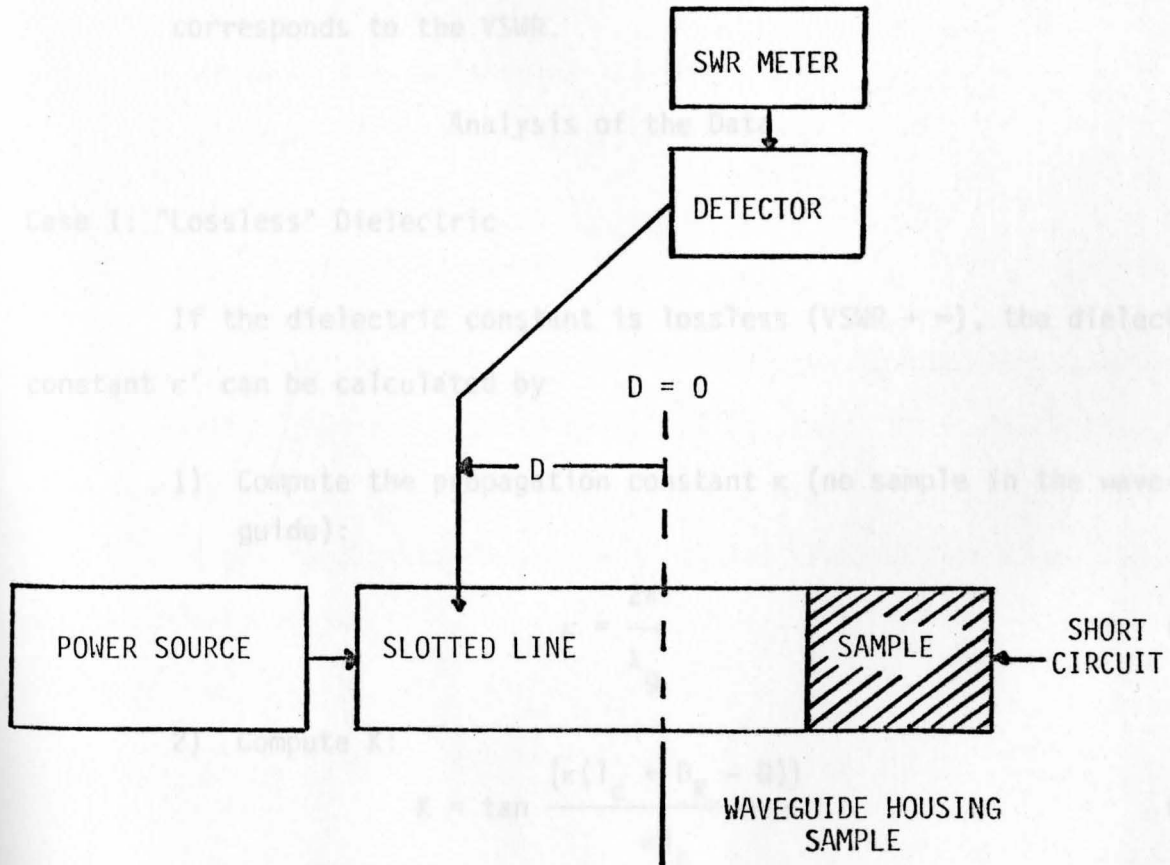 corresponds to the VSWR.
SWR METER
Analysis of the Data
DETECTOR
Case I: "Lossless" Dielectric
If the dielectric constant is lossless (VSWR → ∞), the dielec
constant ε' can be calculated by
D = 0
D
1) Compute the propagation constant κ (no sample in the wave-
guide):
POWER SOURCE
SLOTTED LINE
SAMPLE
SHORT
CIRCUIT
2) Compute K:
K = tan
WAVEGUIDE HOUSING
SAMPLE